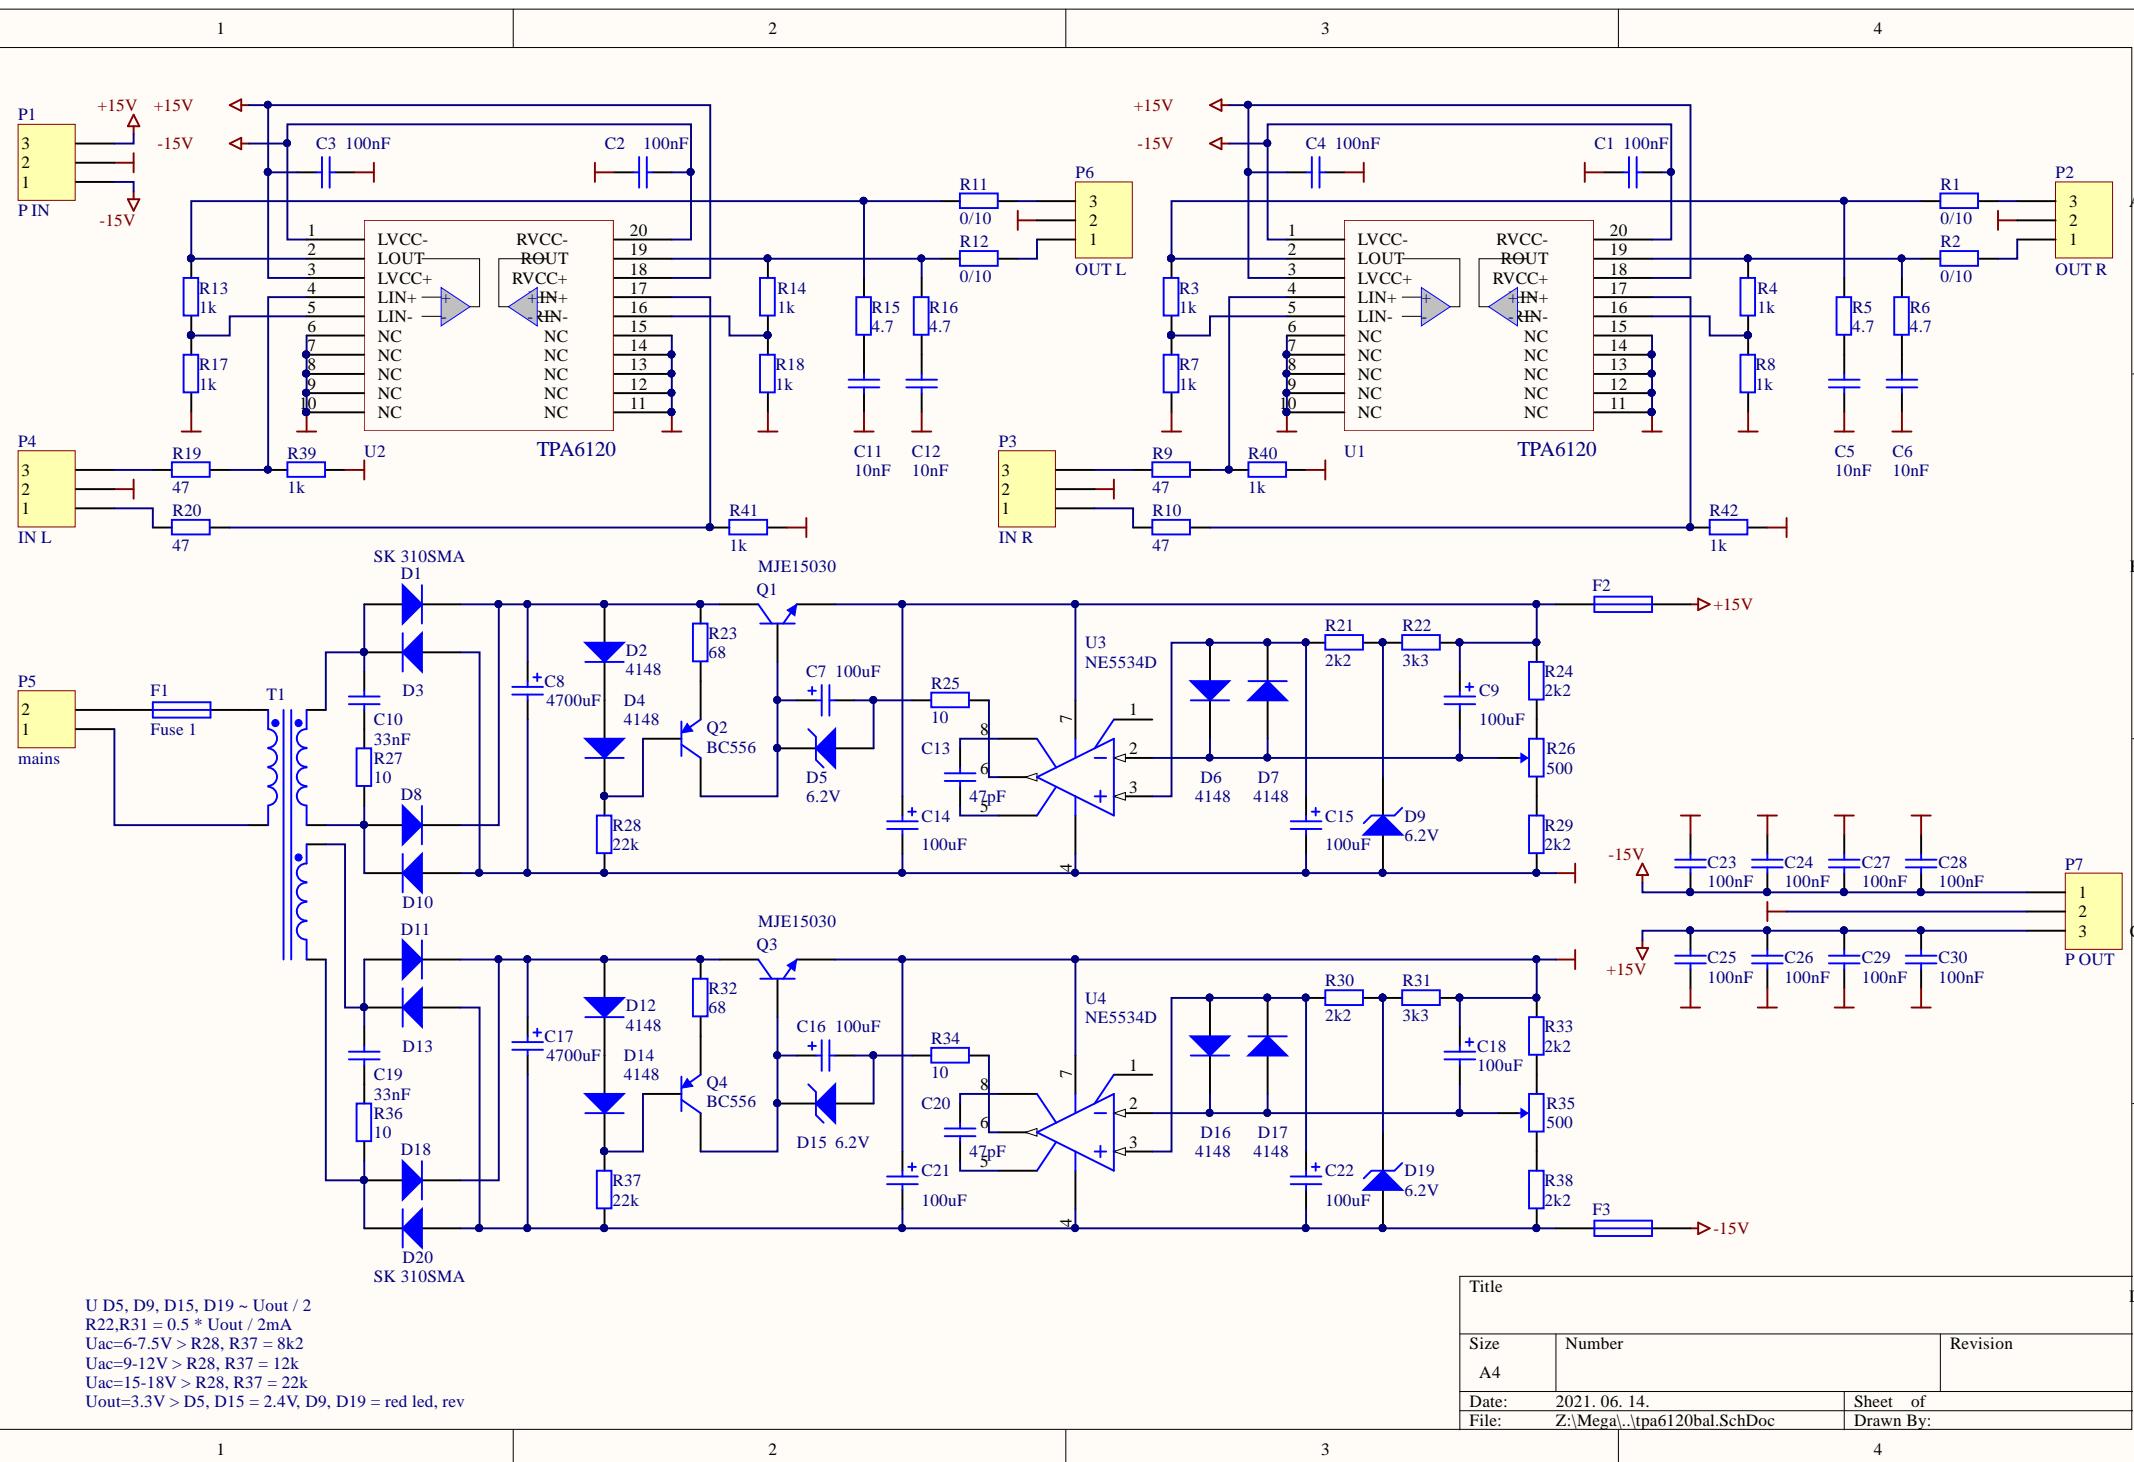 1 2 3 4
P1
3
2
1
P IN
+15V +15V
-15V
-15V
C3 100nF
C2 100nF
R11
0/10
R12
0/10
P6
3
2
1
OUT L
1 LVCC-
2 LOUT
3 LVCC+
4 LIN+
5 LIN-
6 NC
7 NC
8 NC
9 NC
10 NC
RVCC- 20
ROUT 19
RVCC+ 18
RIN+ 17
RIN- 16
NC 15
NC 14
NC 13
NC 12
NC 11
U2
TPA6120
R13
1k
R17
1k
R14
1k
R18
1k
R15
4.7
R16
4.7
C11
10nF
C12
10nF
P4
3
2
1
IN L
R19
47
R20
47
R39
1k
R41
1k
+15V
-15V
C4 100nF
C1 100nF
R1
0/10
R2
0/10
P2
3
2
1
OUT R
1 LVCC-
2 LOUT
3 LVCC+
4 LIN+
5 LIN-
6 NC
7 NC
8 NC
9 NC
10 NC
RVCC- 20
ROUT 19
RVCC+ 18
RIN+ 17
RIN- 16
NC 15
NC 14
NC 13
NC 12
NC 11
U1
TPA6120
R3
1k
R7
1k
R4
1k
R8
1k
R5
4.7
R6
4.7
C5
10nF
C6
10nF
P3
3
2
1
IN R
R9
47
R10
47
R40
1k
R42
1k
SK 310SMA
D1
D3
P5
2
1
mains
F1
Fuse 1
T1
C10
33nF
R27
10
D8
D10
C8
4700uF
D2
4148
D4
4148
R28
22k
R23
68
Q2
BC556
MJE15030
Q1
C7 100uF
D5
6.2V
R25
10
C13
47pF
C14
100uF
U3
NE5534D
7
1
8
2
6
3
5
4
D6
4148
D7
4148
R21
2k2
R22
3k3
C15
100uF
D9
6.2V
C9
100uF
R24
2k2
R26
500
R29
2k2
F2
+15V
D11
D13
C19
33nF
R36
10
D18
D20
SK 310SMA
C17
4700uF
D12
4148
D14
4148
R37
22k
R32
68
Q4
BC556
MJE15030
Q3
C16 100uF
D15 6.2V
R34
10
C20
47pF
C21
100uF
U4
NE5534D
7
1
8
2
6
3
5
4
D16
4148
D17
4148
R30
2k2
R31
3k3
C22
100uF
D19
6.2V
C18
100uF
R33
2k2
R35
500
R38
2k2
F3
-15V
-15V
C23
100nF
C24
100nF
C27
100nF
C28
100nF
+15V
C25
100nF
C26
100nF
C29
100nF
C30
100nF
P7
1
2
3
P OUT
U D5, D9, D15, D19 ~ Uout / 2
R22,R31 = 0.5 * Uout / 2mA
Uac=6-7.5V > R28, R37 = 8k2
Uac=9-12V > R28, R37 = 12k
Uac=15-18V > R28, R37 = 22k
Uout=3.3V > D5, D15 = 2.4V, D9, D19 = red led, rev
Title
Size
A4
Number
Revision
Date: 2021. 06. 14.
Sheet of
File: Z:\Mega\..\tpa6120bal.SchDoc
Drawn By:
1 2 3 4